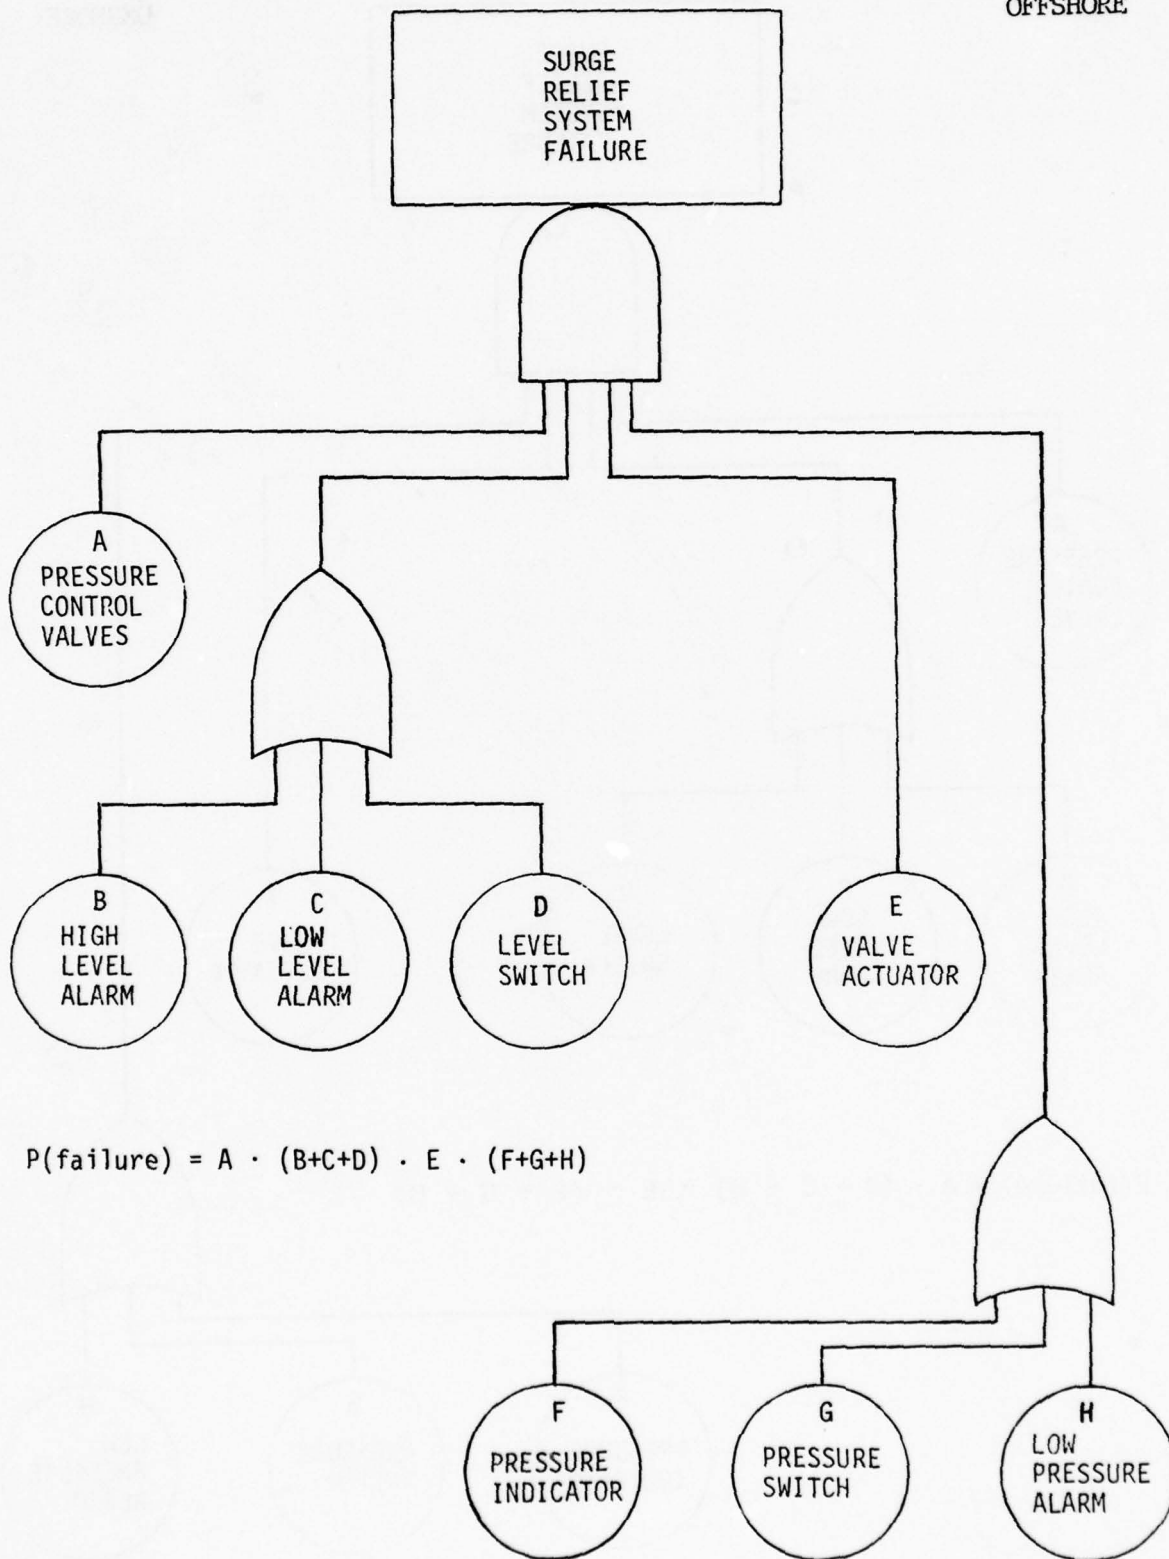 OFFSHORE
SURGE
RELIEF
SYSTEM
FAILURE
A
PRESSURE
CONTROL
VALVES
B
HIGH
LEVEL
ALARM
C
LOW
LEVEL
ALARM
D
LEVEL
SWITCH
E
VALVE
ACTUATOR
P(failure) = A · (B+C+D) · E · (F+G+H)
F
PRESSURE
INDICATOR
G
PRESSURE
SWITCH
H
LOW
PRESSURE
ALARM